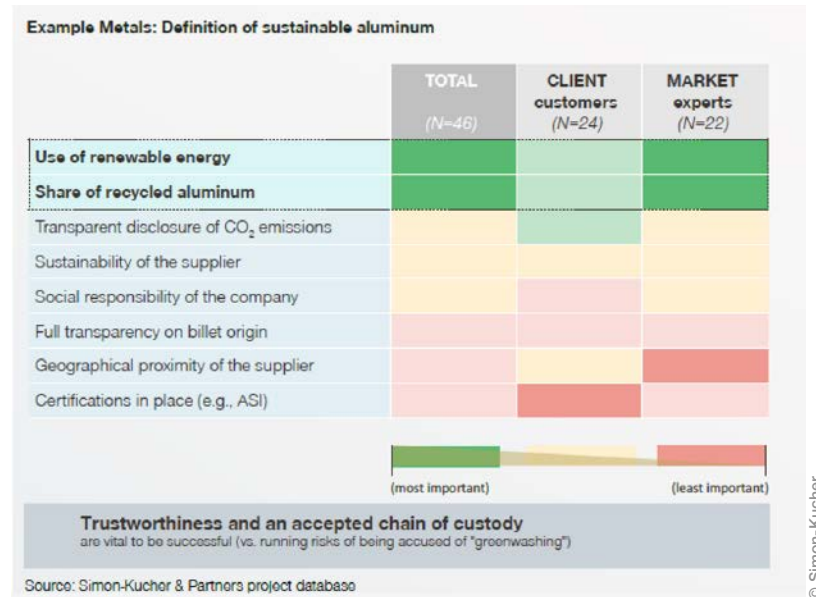 Example Metals: Definition of sustainable aluminum
TOTAL
(N=46)
CLIENT
customers
(N=24)
MARKET
experts
(N=22)
Use of renewable energy
Share of recycled aluminum
Transparent disclosure of CO₂ emissions
Sustainability of the supplier
Social responsibility of the company
Full transparency on billet origin
Geographical proximity of the supplier
Certifications in place (e.g., ASI)
(most important)
(least important)
Trustworthiness and an accepted chain of custody
are vital to be successful (vs. running risks of being accused of "greenwashing")
Source: Simon-Kucher & Partners project database
© Simon-Kucher